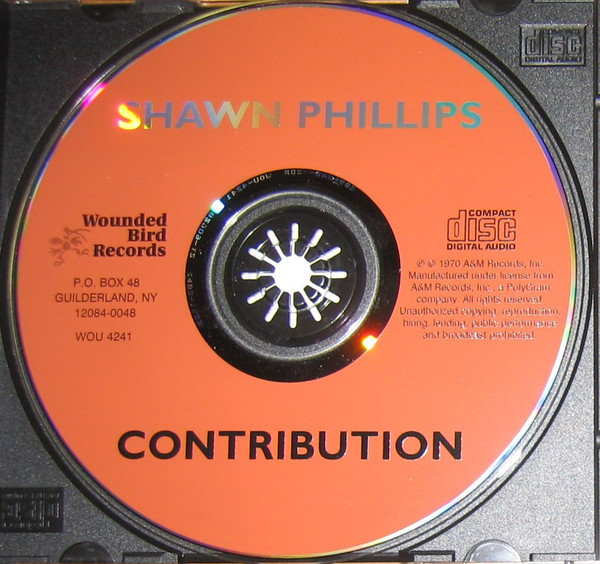 SHAWN PHILLIPS
Wounded
Bird
Records
P.O. BOX 48
GUILDERLAND, NY
12084-0048
WOU 4241
COMPACT
disc
DIGITAL AUDIO
℗ © 1970 A&M Records, Inc.
Manufactured under license from
A&M Records, Inc., a PolyGram
company. All rights reserved.
Unauthorized copying, reproduction,
hiring, lending, public performance
and broadcast prohibited.
CONTRIBUTION
disc
DIGITAL AUDIO